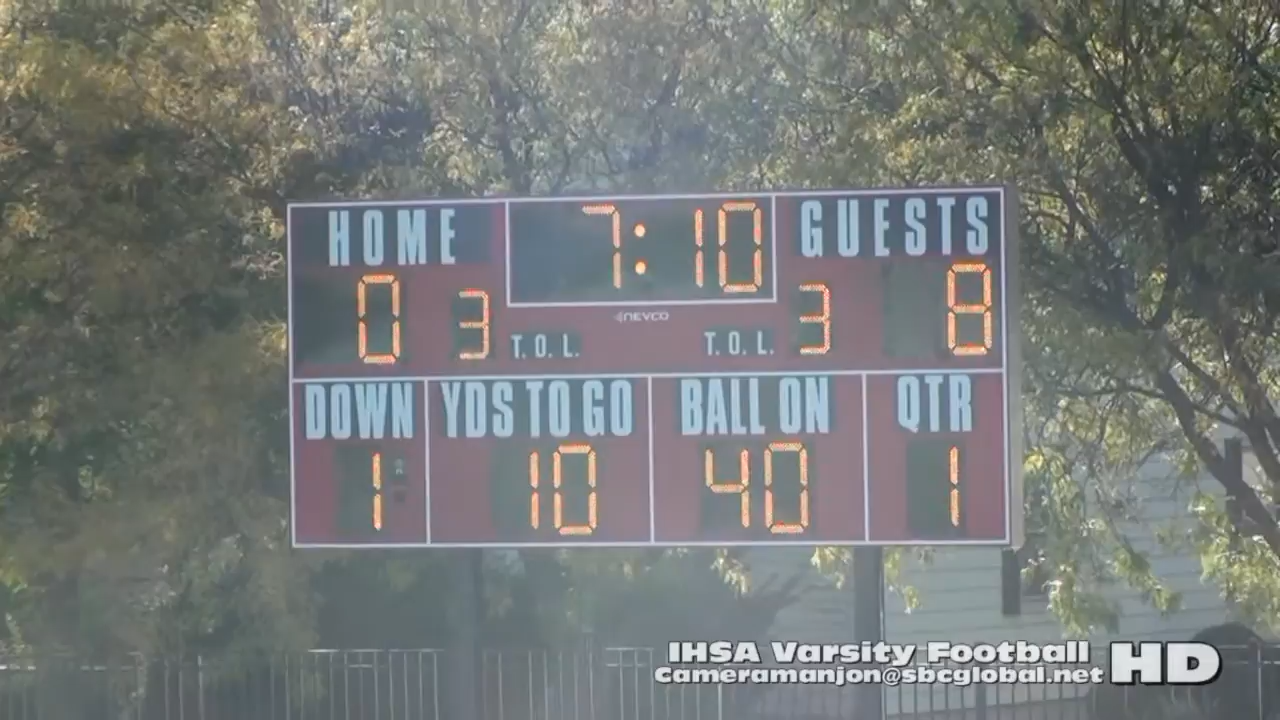 HOME 7:10 GUESTS
0 3 T.O.L. NEVCO T.O.L. 3 8
DOWN YDS TO GO BALL ON QTR
1 10 40 1
IHSA Varsity Football HD
cameramanjon@sbcglobal.net